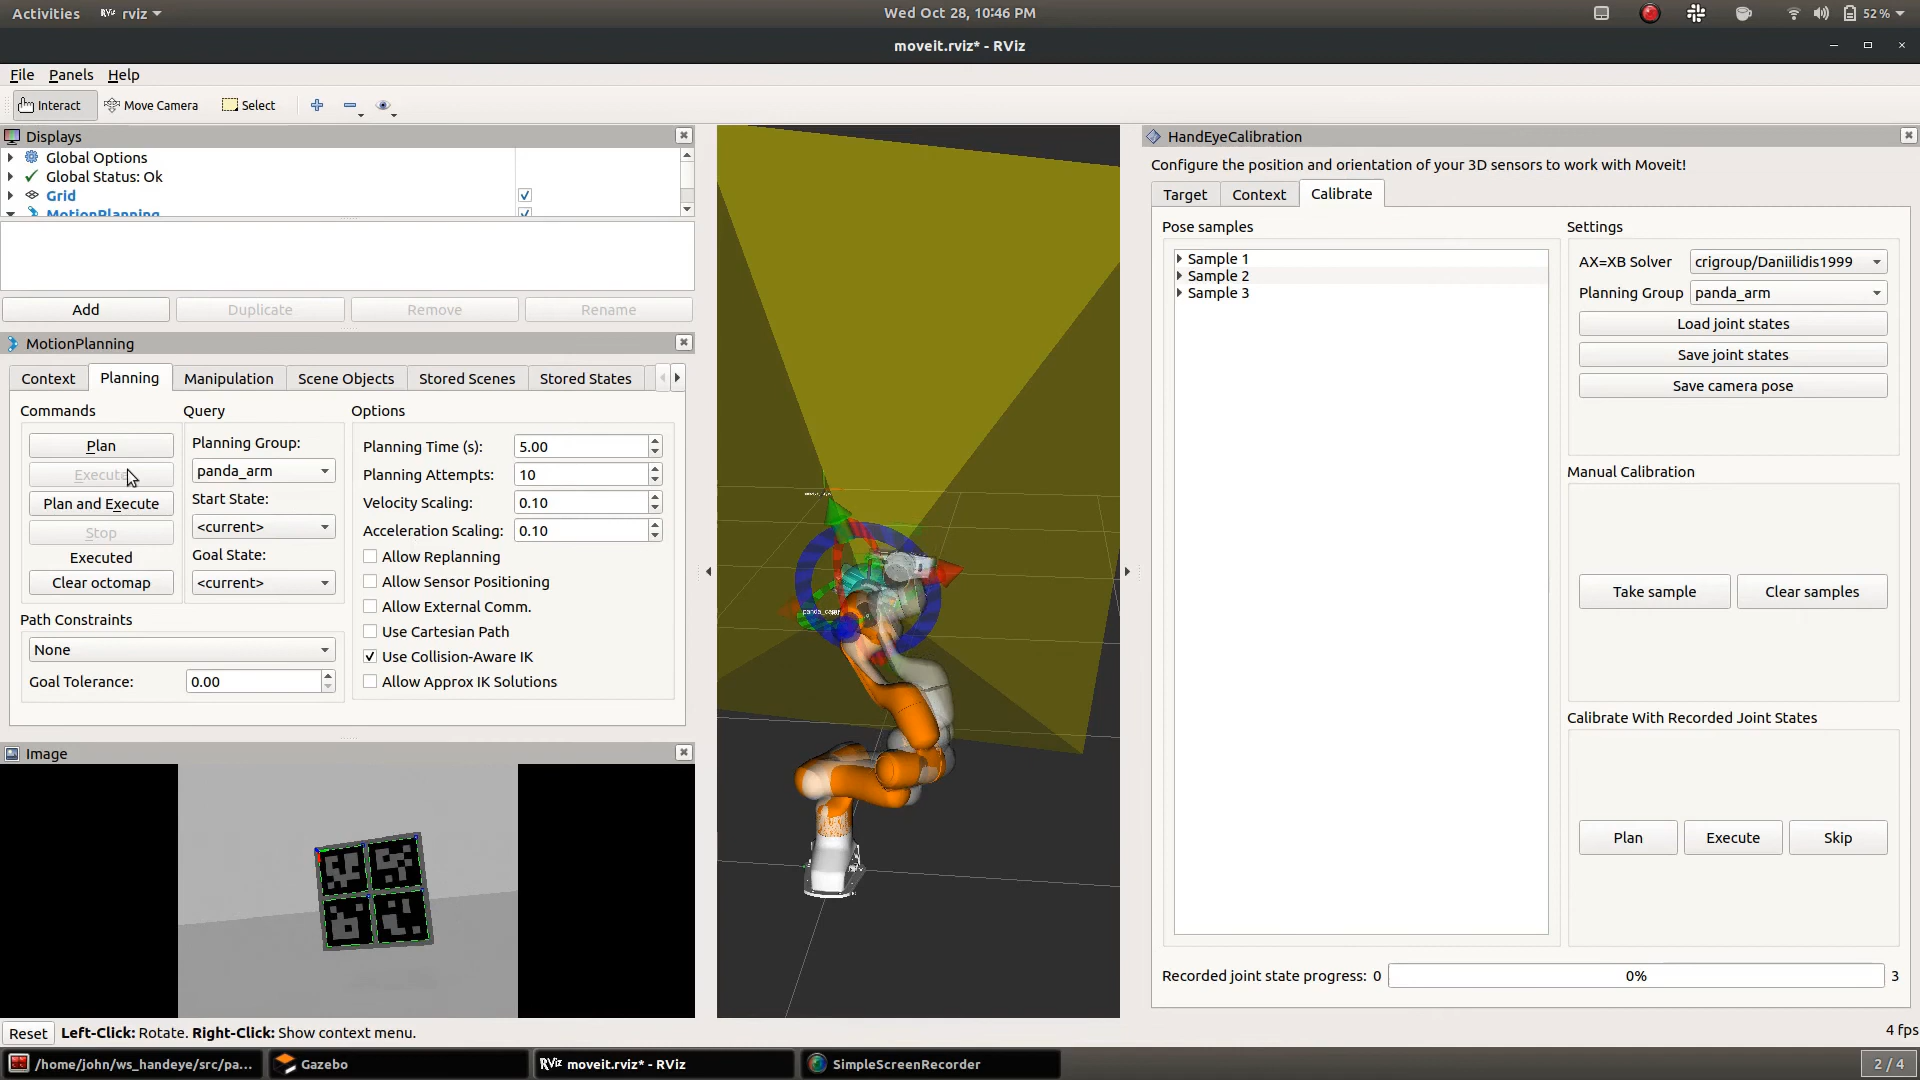 Activities
rviz
Wed Oct 28, 10:46 PM
52 %
moveit.rviz* - RViz
File
Panels
Help
Interact
Move Camera
Select
Displays
Global Options
Global Status: Ok
Grid
MotionPlanning
Add
Duplicate
Remove
Rename
MotionPlanning
Context
Planning
Manipulation
Scene Objects
Stored Scenes
Stored States
Commands
Query
Options
Plan
Execute
Plan and Execute
Stop
Executed
Clear octomap
Planning Group:
panda_arm
Start State:
<current>
Goal State:
<current>
Planning Time (s):
5.00
Planning Attempts:
10
Velocity Scaling:
0.10
Acceleration Scaling:
0.10
Allow Replanning
Allow Sensor Positioning
Allow External Comm.
Use Cartesian Path
Use Collision-Aware IK
Allow Approx IK Solutions
Path Constraints
None
Goal Tolerance:
0.00
Image
HandEyeCalibration
Configure the position and orientation of your 3D sensors to work with Moveit!
Target
Context
Calibrate
Pose samples
Sample 1
Sample 2
Sample 3
Settings
AX=XB Solver
crigroup/Daniilidis1999
Planning Group
panda_arm
Load joint states
Save joint states
Save camera pose
Manual Calibration
Take sample
Clear samples
Calibrate With Recorded Joint States
Plan
Execute
Skip
Recorded joint state progress: 0
0%
3
Reset
Left-Click: Rotate. Right-Click: Show context menu.
4 fps
/home/john/ws_handeye/src/pa...
Gazebo
RViz
moveit.rviz* - RViz
SimpleScreenRecorder
2 / 4